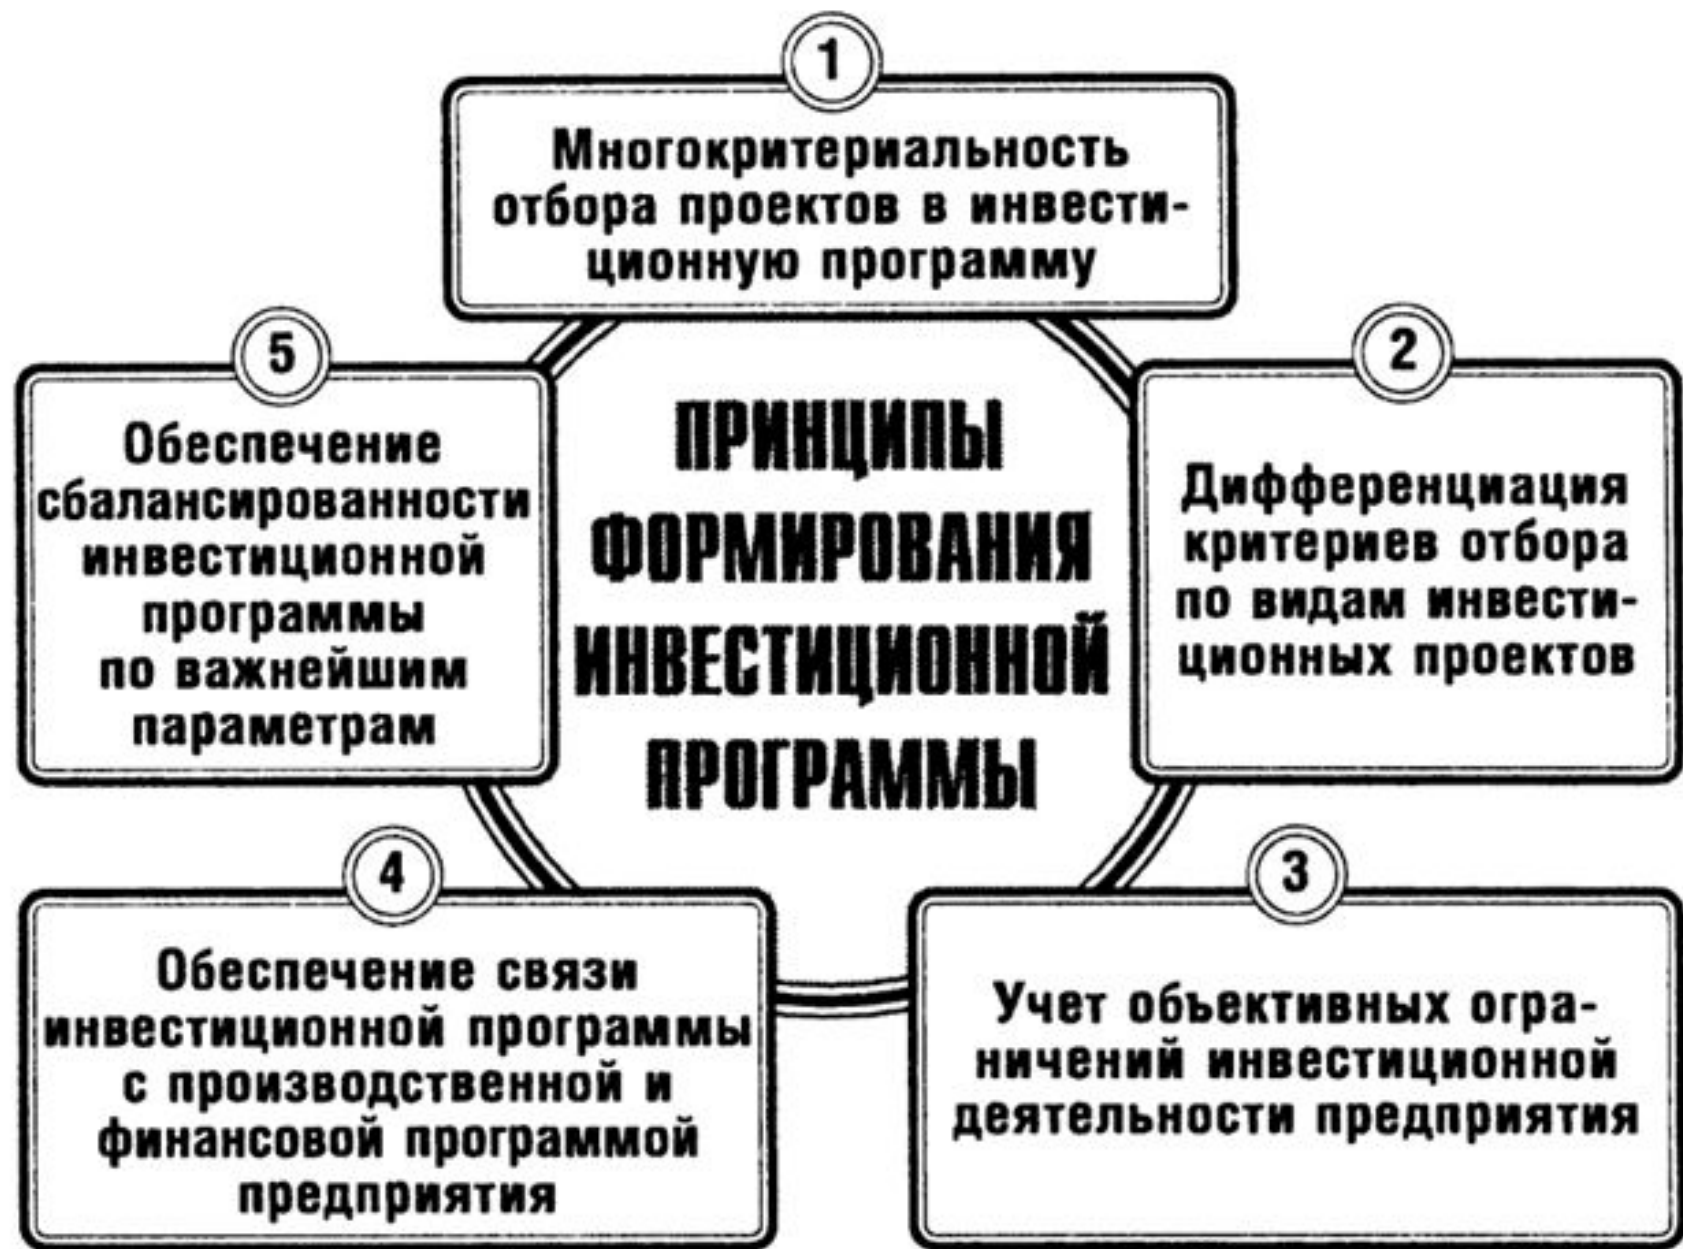 ПРИНЦИПЫ
ФОРМИРОВАНИЯ
ИНВЕСТИЦИОННОЙ
ПРОГРАММЫ
1
Многокритериальность
отбора проектов в инвести-
ционную программу
2
Дифференциация
критериев отбора
по видам инвести-
ционных проектов
3
Учет объективных огра-
ничений инвестиционной
деятельности предприятия
4
Обеспечение связи
инвестиционной программы
с производственной и
финансовой программой
предприятия
5
Обеспечение
сбалансированности
инвестиционной
программы
по важнейшим
параметрам